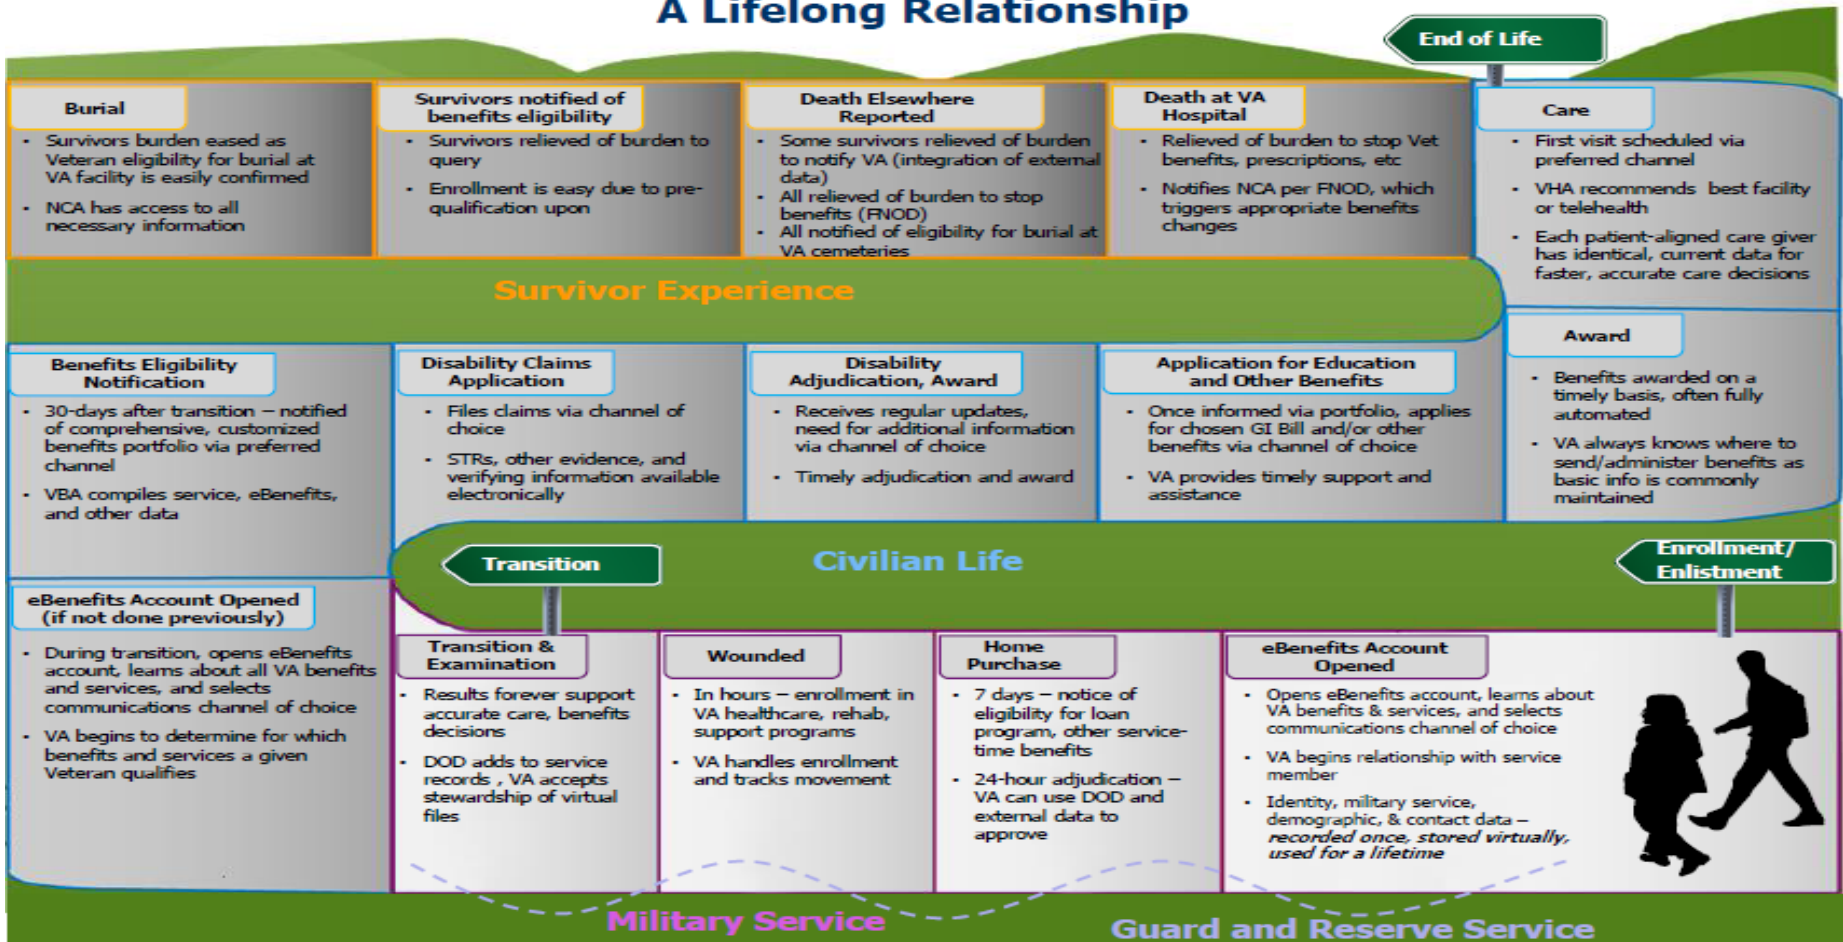 A Lifelong Relationship
End of Life
Burial
• Survivors burden eased as
Veteran eligibility for burial at
VA facility is easily confirmed
• NCA has access to all
necessary information
Survivors notified of
benefits eligibility
• Survivors relieved of burden to
query
• Enrollment is easy due to pre-
qualification upon
Death Elsewhere
Reported
• Some survivors relieved of burden
to notify VA (integration of external
data)
• All relieved of burden to stop
benefits (FNOD)
• All notified of eligibility for burial at
VA cemeteries
Death at VA
Hospital
• Relieved of burden to stop Vet
benefits, prescriptions, etc
• Notifies NCA per FNOD, which
triggers appropriate benefits
changes
Care
• First visit scheduled via
preferred channel
• VHA recommends best facility
or telehealth
• Each patient-aligned care giver
has identical, current data for
faster, accurate care decisions
Survivor Experience
Benefits Eligibility
Notification
• 30-days after transition – notified
of comprehensive, customized
benefits portfolio via preferred
channel
• VBA compiles service, eBenefits,
and other data
Disability Claims
Application
• Files claims via channel of
choice
• STRs, other evidence, and
verifying information available
electronically
Disability
Adjudication, Award
• Receives regular updates,
need for additional information
via channel of choice
• Timely adjudication and award
Application for Education
and Other Benefits
• Once informed via portfolio, applies
for chosen GI Bill and/or other
benefits via channel of choice
• VA provides timely support and
assistance
Award
• Benefits awarded on a
timely basis, often fully
automated
• VA always knows where to
send/administer benefits as
basic info is commonly
maintained
Transition
Civilian Life
Enrollment/
Enlistment
eBenefits Account Opened
(if not done previously)
• During transition, opens eBenefits
account, learns about all VA benefits
and services, and selects
communications channel of choice
• VA begins to determine for which
benefits and services a given
Veteran qualifies
Transition &
Examination
• Results forever support
accurate care, benefits
decisions
• DOD adds to service
records , VA accepts
stewardship of virtual
files
Wounded
• In hours – enrollment in
VA healthcare, rehab,
support programs
• VA handles enrollment
and tracks movement
Home
Purchase
• 7 days – notice of
eligibility for loan
program, other service-
time benefits
• 24-hour adjudication –
VA can use DOD and
external data to
approve
eBenefits Account
Opened
• Opens eBenefits account, learns about
VA benefits & services, and selects
communications channel of choice
• VA begins relationship with service
member
• Identity, military service,
demographic, & contact data –
recorded once, stored virtually,
used for a lifetime
Military Service
Guard and Reserve Service